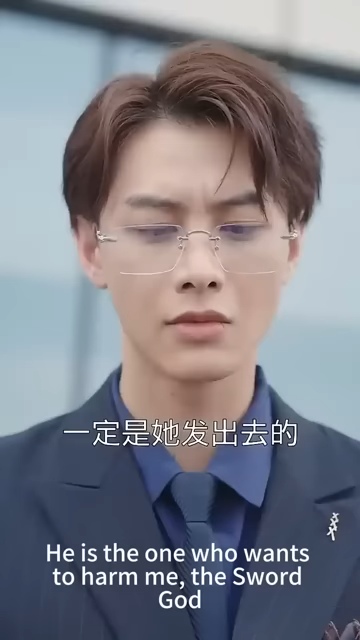 一定是她发出去的
He is the one who wants
to harm me, the Sword
God